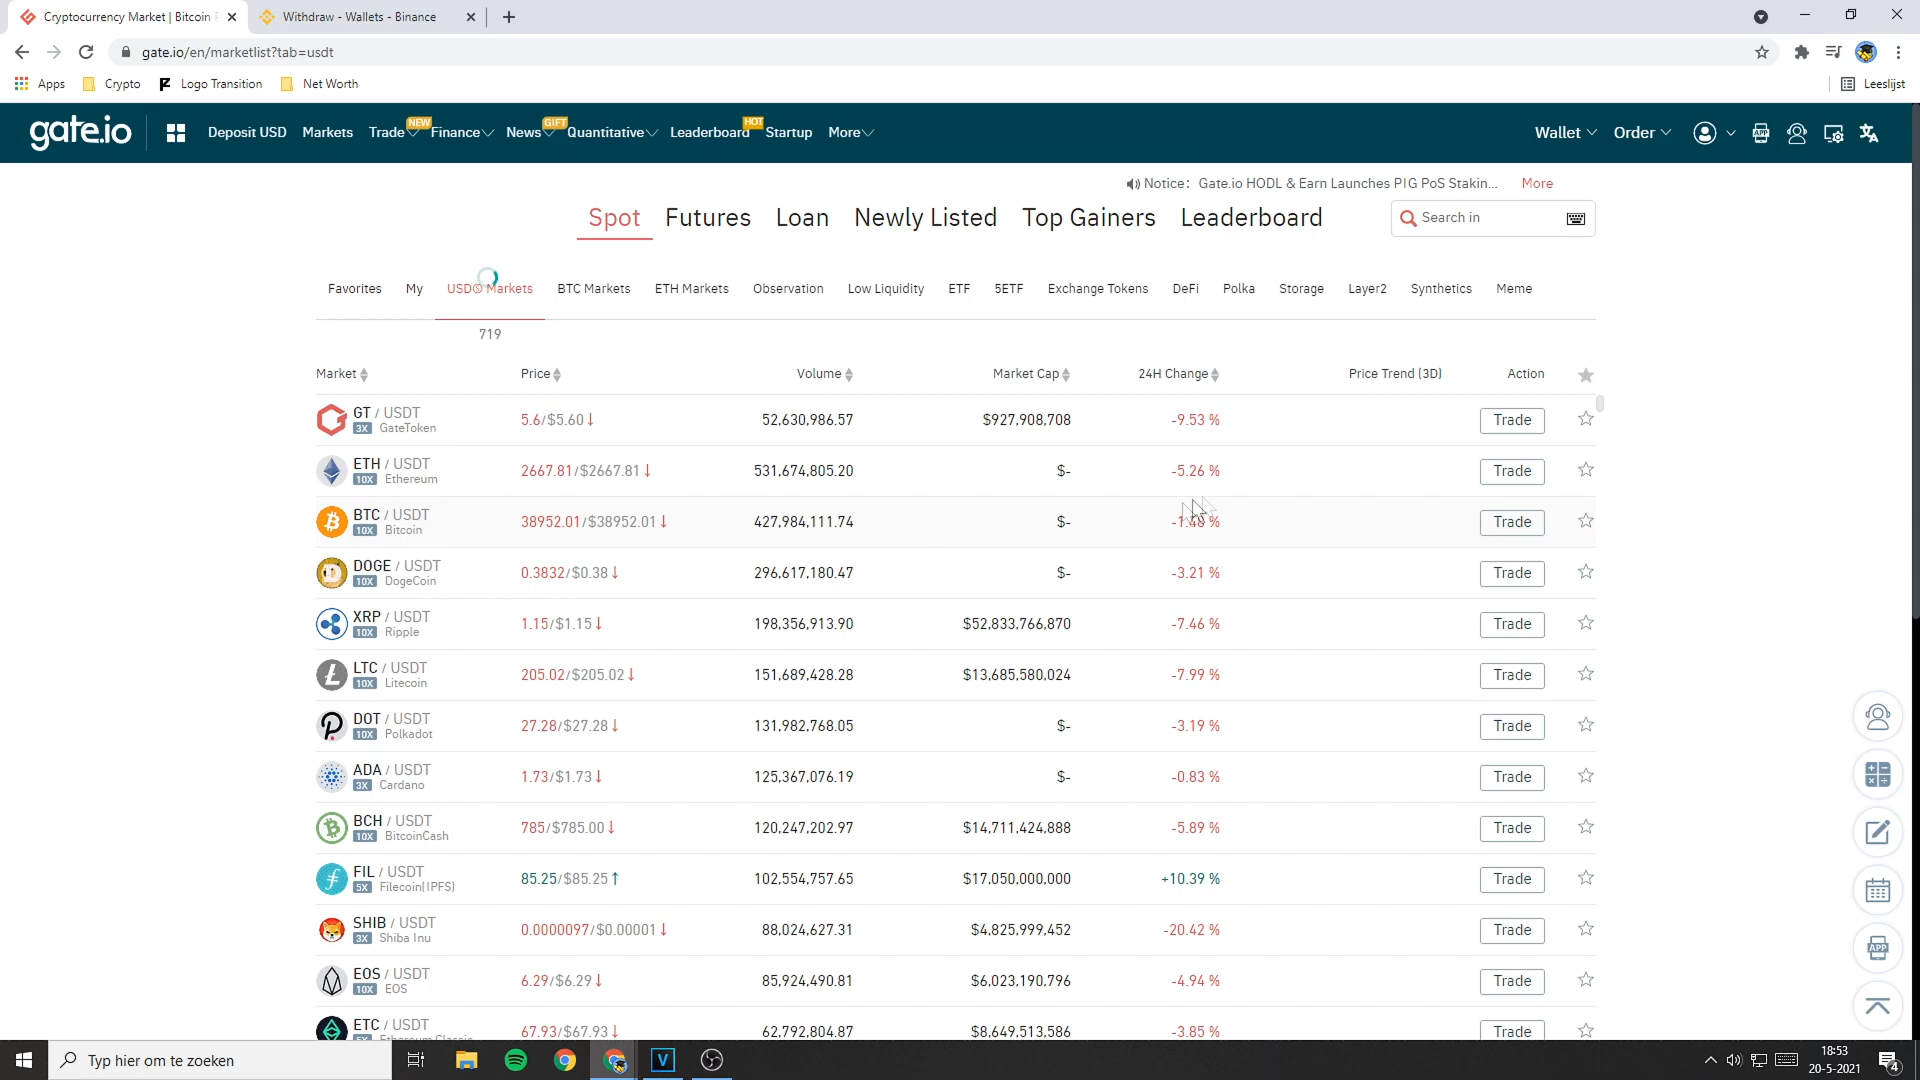 Cryptocurrency Market | Bitcoin P
Withdraw - Wallets - Binance
gate.io/en/marketlist?tab=usdt
Apps
Crypto
Logo Transition
Net Worth
Leeslijst
gate.io
Deposit USD
Markets
Trade
NEW
Finance
News
GIFT
Quantitative
Leaderboard
HOT
Startup
More
Wallet
Order
APP
Notice: Gate.io HODL & Earn Launches PIG PoS Stakin...
More
Spot
Futures
Loan
Newly Listed
Top Gainers
Leaderboard
Search in
Favorites
My
USDⓈ Markets
BTC Markets
ETH Markets
Observation
Low Liquidity
ETF
5ETF
Exchange Tokens
DeFi
Polka
Storage
Layer2
Synthetics
Meme
719
Market
Price
Volume
Market Cap
24H Change
Price Trend (3D)
Action
GT / USDT
3X GateToken
5.6/$5.60↓
52,630,986.57
$927,908,708
-9.53 %
Trade
ETH / USDT
10X Ethereum
2667.81/$2667.81↓
531,674,805.20
$-
-5.26 %
Trade
BTC / USDT
10X Bitcoin
38952.01/$38952.01↓
427,984,111.74
$-
-1.48 %
Trade
DOGE / USDT
10X DogeCoin
0.3832/$0.38↓
296,617,180.47
$-
-3.21 %
Trade
XRP / USDT
10X Ripple
1.15/$1.15↓
198,356,913.90
$52,833,766,870
-7.46 %
Trade
LTC / USDT
10X Litecoin
205.02/$205.02↓
151,689,428.28
$13,685,580,024
-7.99 %
Trade
DOT / USDT
10X Polkadot
27.28/$27.28↓
131,982,768.05
$-
-3.19 %
Trade
ADA / USDT
3X Cardano
1.73/$1.73↓
125,367,076.19
$-
-0.83 %
Trade
BCH / USDT
10X BitcoinCash
785/$785.00↓
120,247,202.97
$14,711,424,888
-5.89 %
Trade
FIL / USDT
5X Filecoin(IPFS)
85.25/$85.25↑
102,554,757.65
$17,050,000,000
+10.39 %
Trade
SHIB / USDT
3X Shiba Inu
0.0000097/$0.00001↓
88,024,627.31
$4,825,999,452
-20.42 %
Trade
EOS / USDT
10X EOS
6.29/$6.29↓
85,924,490.81
$6,023,190,796
-4.94 %
Trade
ETC / USDT
5X Ethereum Classic
67.93/$67.93↓
62,792,804.87
$8,649,513,586
-3.85 %
Trade
APP
Typ hier om te zoeken
V
18:53
20-5-2021
4